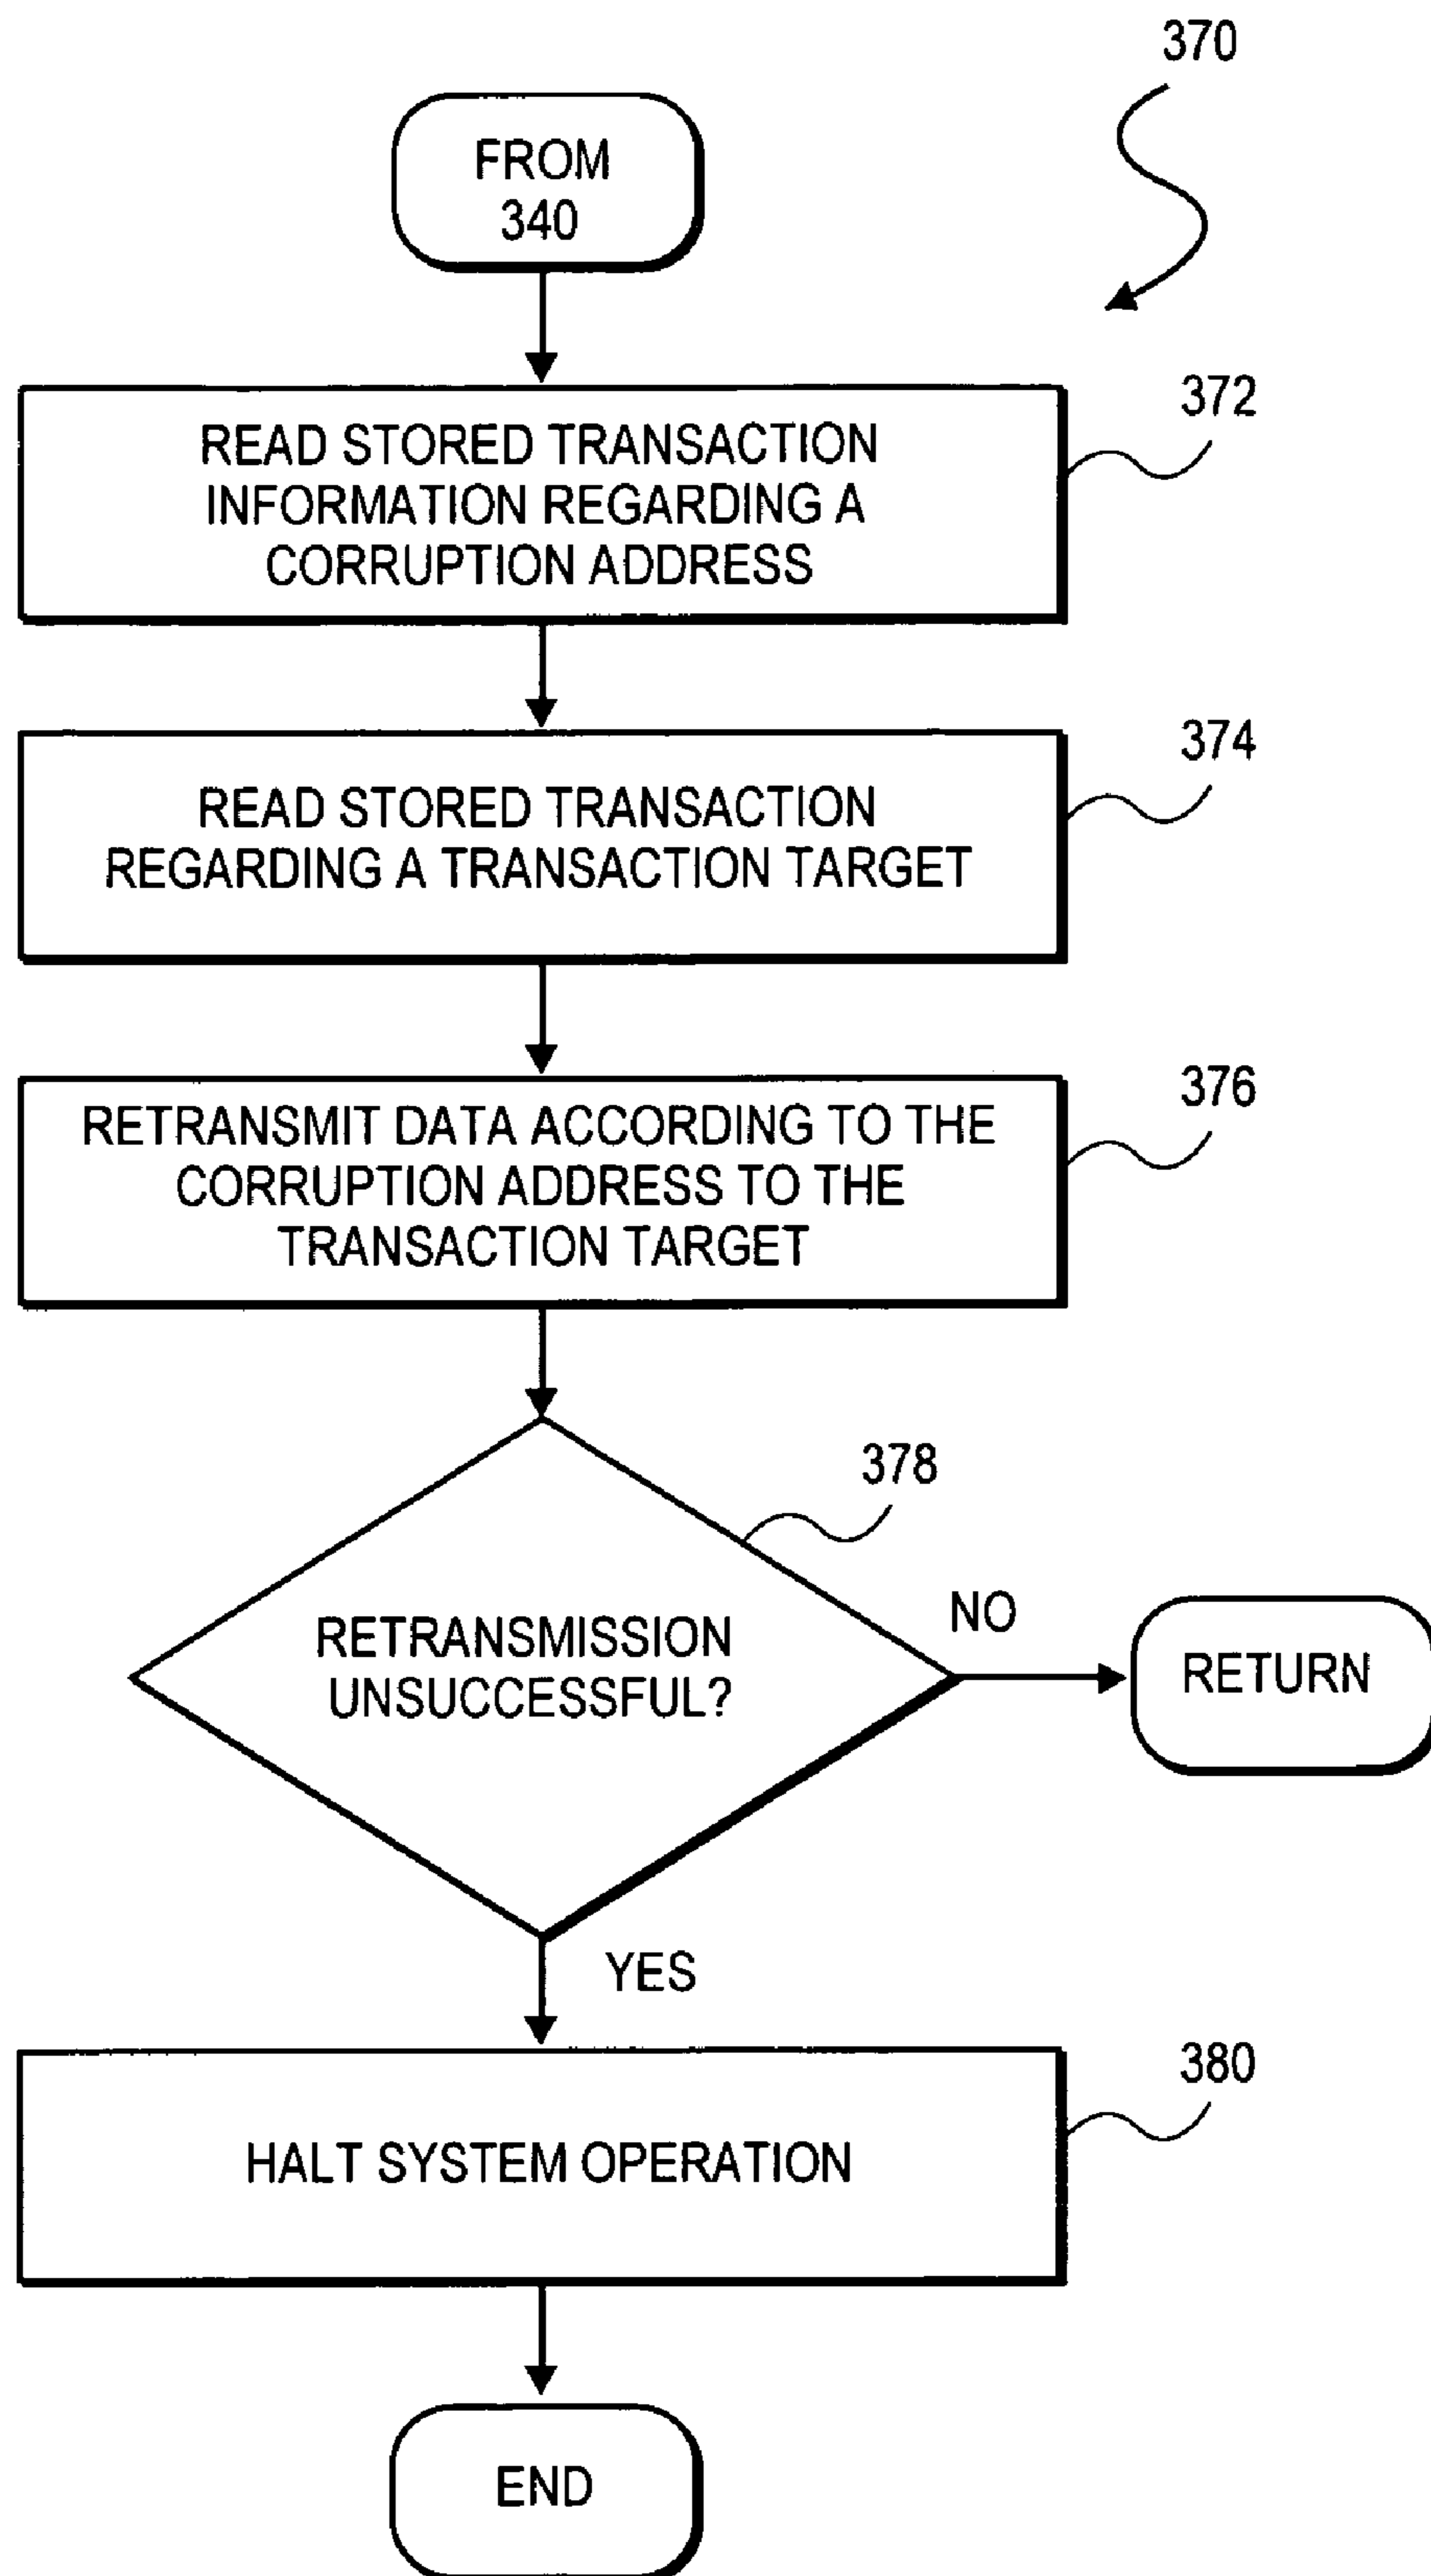 370
FROM
340
372
READ STORED TRANSACTION
INFORMATION REGARDING A
CORRUPTION ADDRESS
374
READ STORED TRANSACTION
REGARDING A TRANSACTION TARGET
376
RETRANSMIT DATA ACCORDING TO THE
CORRUPTION ADDRESS TO THE
TRANSACTION TARGET
378
RETRANSMISSION
UNSUCCESSFUL?
NO
RETURN
YES
380
HALT SYSTEM OPERATION
END